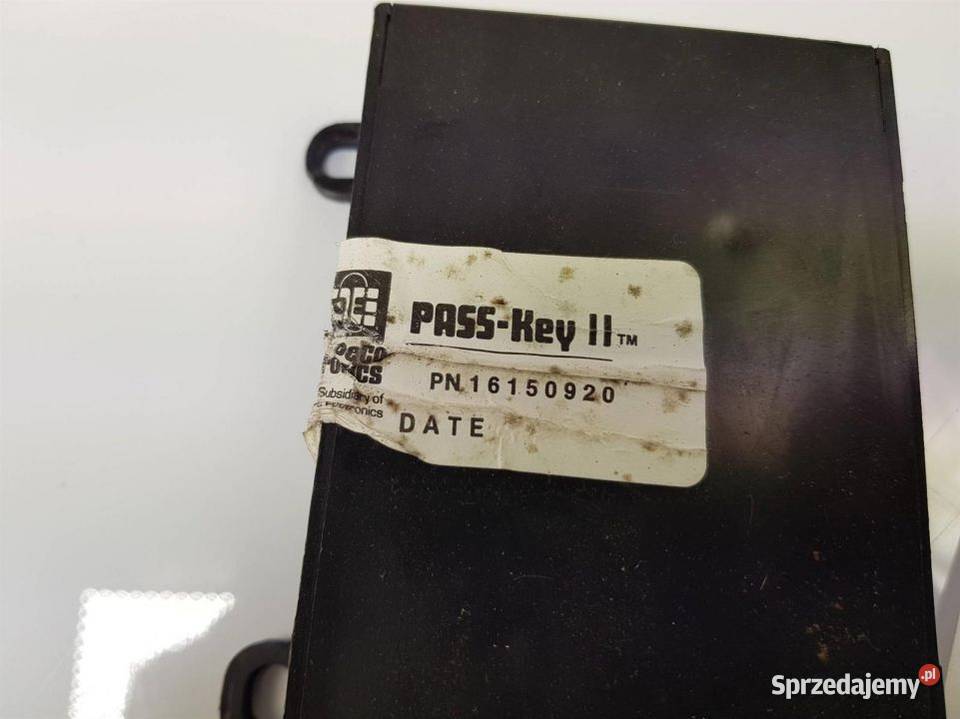 PASS-Key II™
PN 16150920
Subsidiary of
DATE
Sprzedajemy.pl